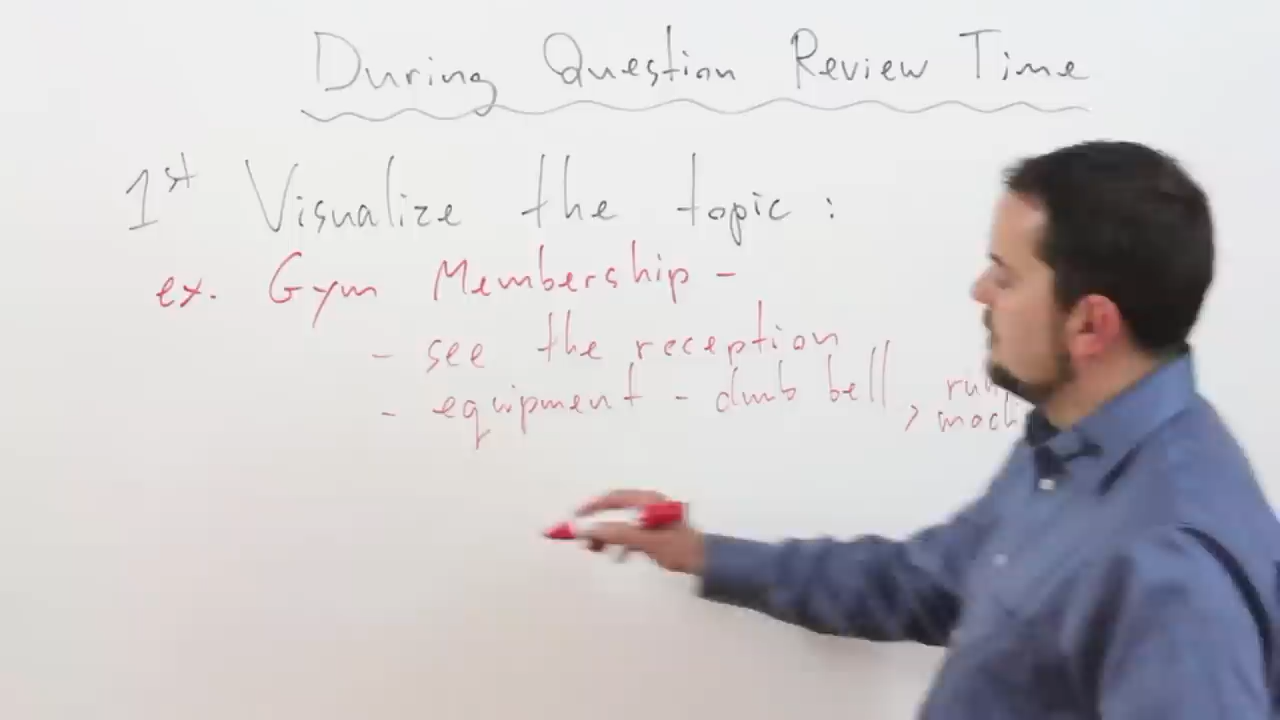 During Question Review Time
1st Visualize the topic :
ex. Gym Membership -
- see the reception
- equipment - dumb bell,